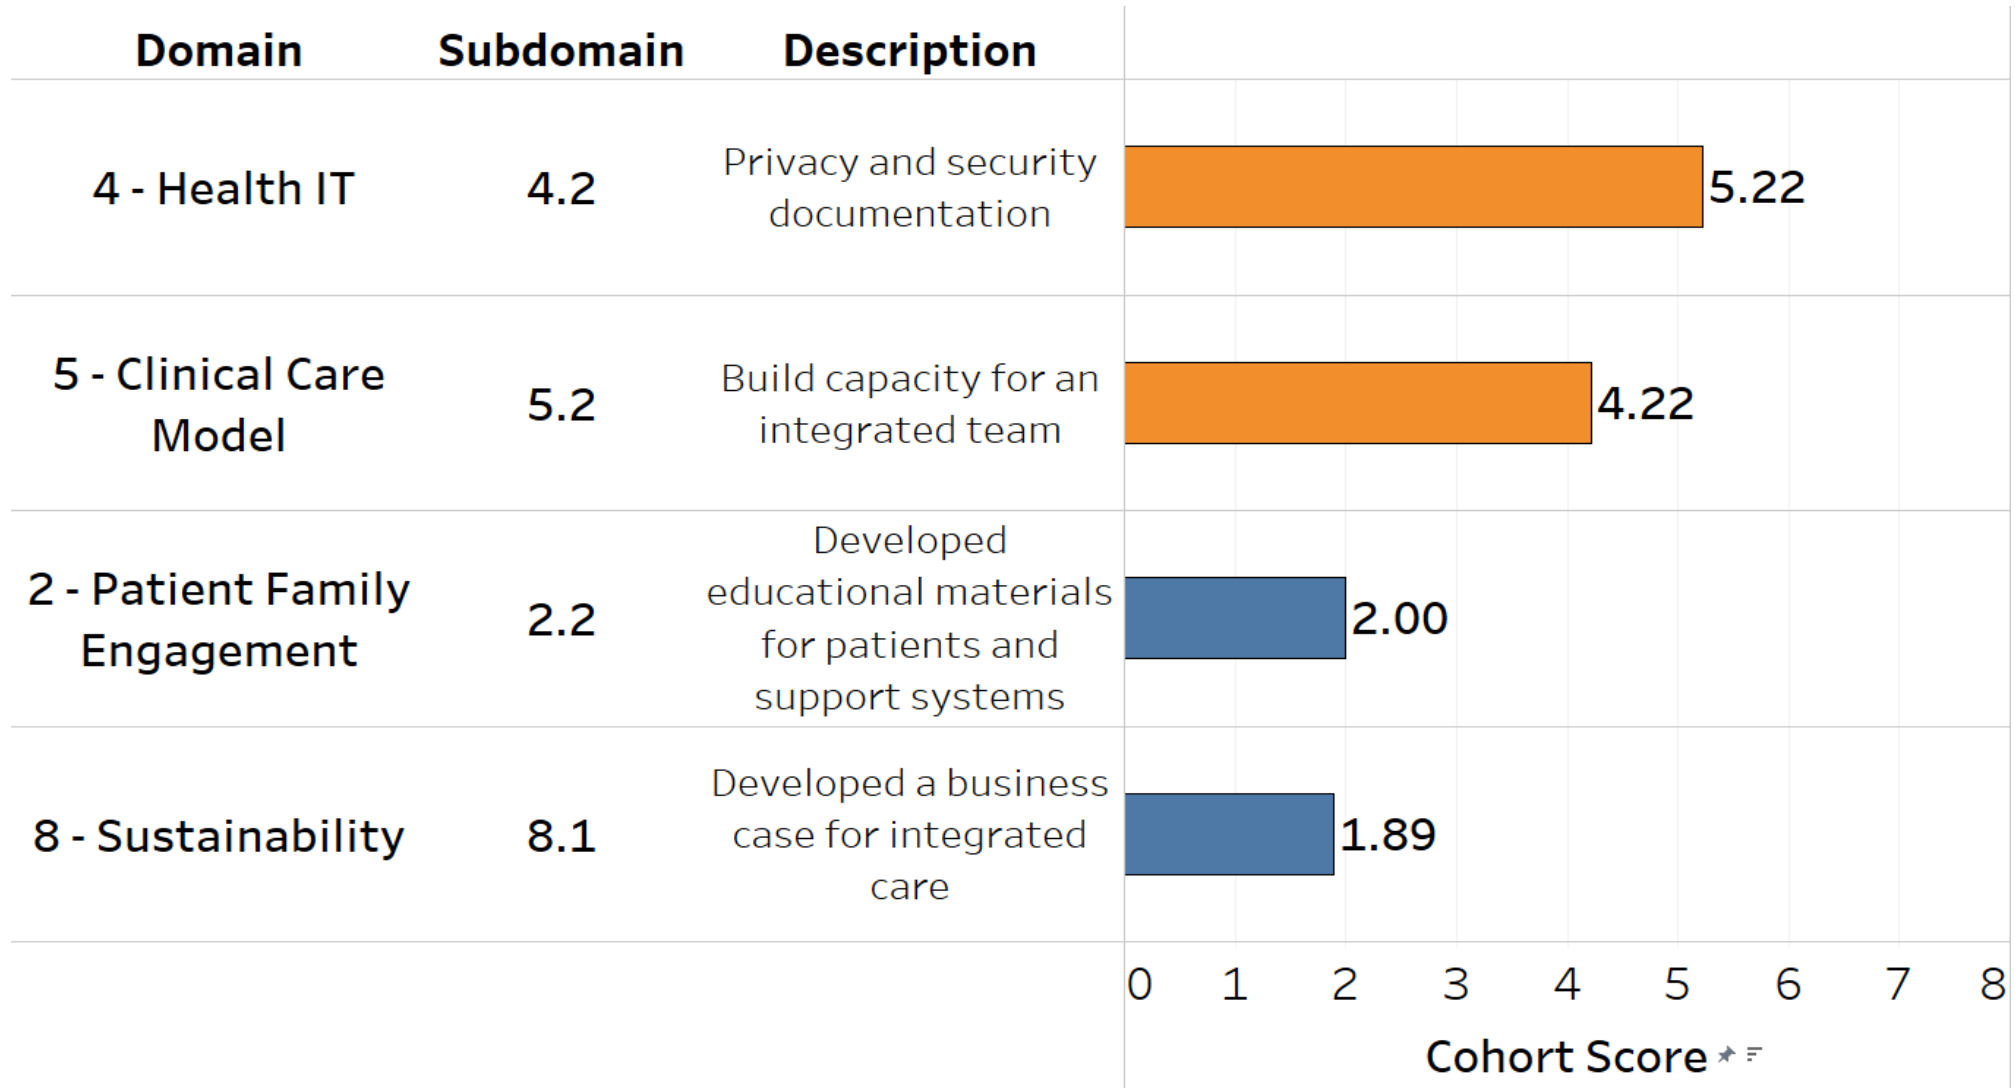 Domain Subdomain Description
4 - Health IT 4.2 Privacy and security
documentation 5.22
5 - Clinical Care
Model 5.2 Build capacity for an
integrated team 4.22
2 - Patient Family
Engagement 2.2 Developed
educational materials
for patients and
support systems 2.00
8 - Sustainability 8.1 Developed a business
case for integrated
care 1.89
0 1 2 3 4 5 6 7 8
Cohort Score